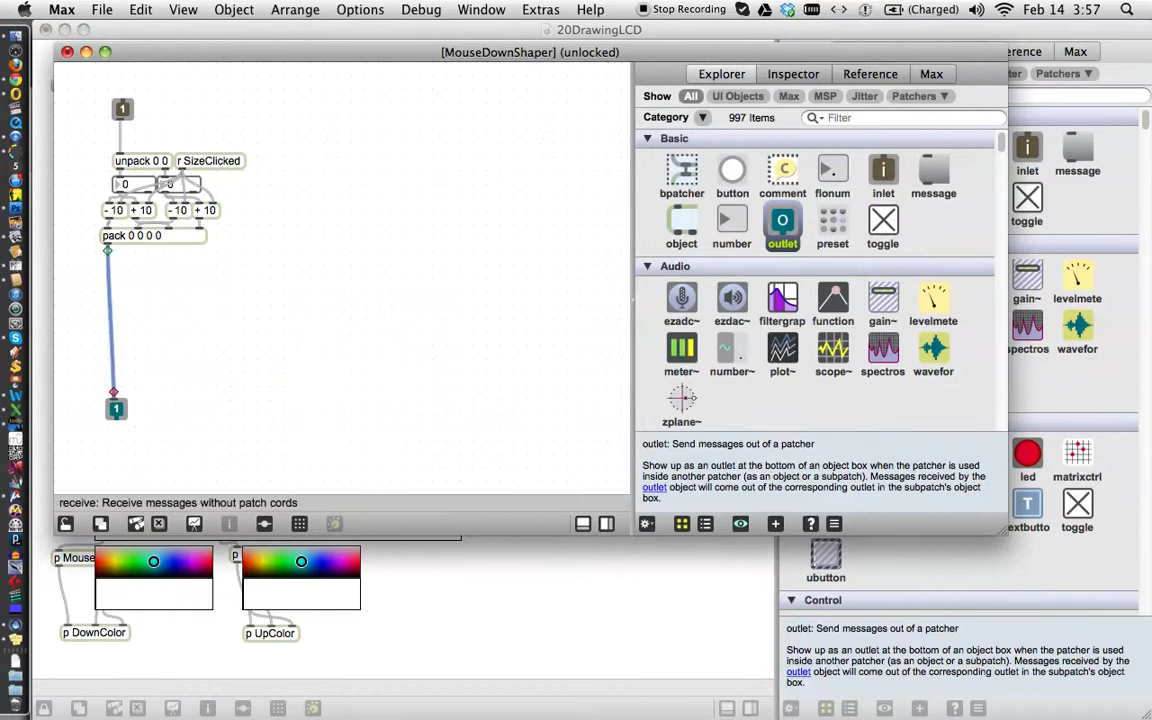 Max File Edit View Object Arrange Options Debug Window Extras Help Stop Recording (Charged) Feb 14 3:57
20DrawingLCD
[MouseDownShaper] (unlocked)
Explorer Inspector Reference Max
Max
Show All UI Objects Max MSP Jitter Patchers ▼
Patchers ▼
Category ▼ 997 Items Filter
Basic
bpatcher button comment flonum inlet message
object number outlet preset toggle
Audio
ezadc~ ezdac~ filtergrap function gain~ levelmete
meter~ number~ plot~ scope~ spectros wavefor
zplane~
outlet: Send messages out of a patcher
Show up as an outlet at the bottom of an object box when the patcher is used
inside another patcher (as an object or a subpatch). Messages received by the
outlet object will come out of the corresponding outlet in the subpatch's object
box.
1
unpack 0 0 r SizeClicked
0
- 10 + 10 - 10 + 10
pack 0 0 0 0
1
receive: Receive messages without patch cords
inlet message
toggle
gain~ levelmete
spectros wavefor
led matrixctrl
toggle
ubutton
Control
outlet: Send messages out of a patcher
Show up as an outlet at the bottom of an object box when the patcher is used
inside another patcher (as an object or a subpatch). Messages received by the
outlet object will come out of the corresponding outlet in the subpatch's object
box.
p Mouse p
p DownColor p UpColor